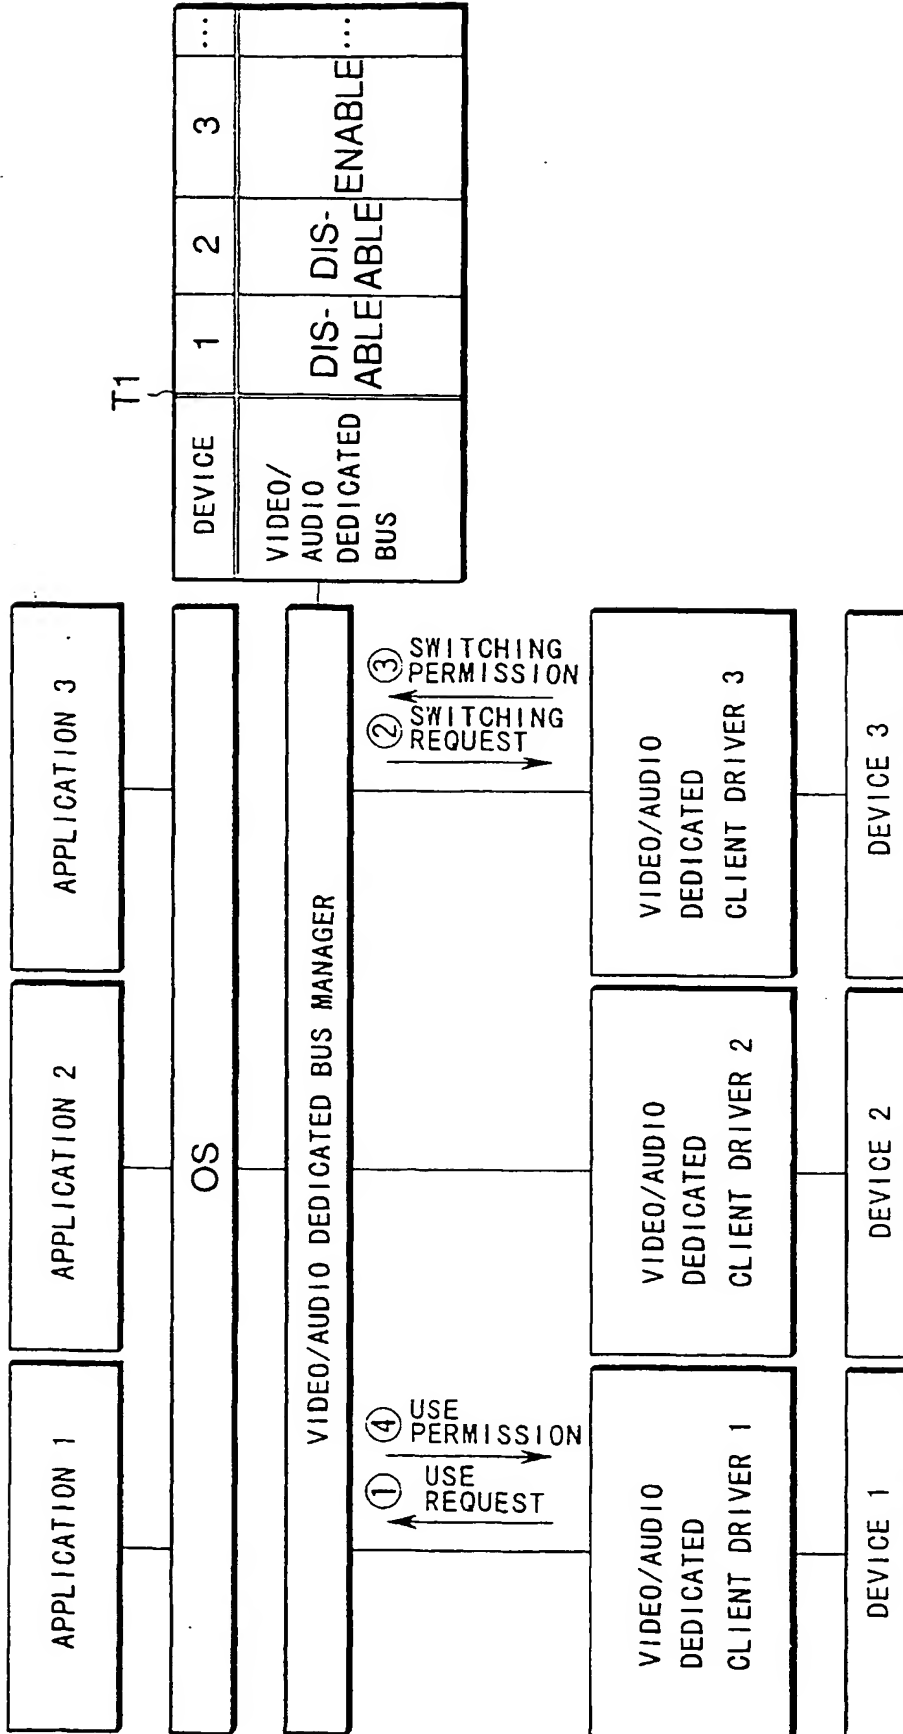 T1
DEVICE 1 2 3 ...
VIDEO/
AUDIO
DEDICATED
BUS
DIS-
ABLE
DIS-
ABLE
ENABLE
...
APPLICATION 1
APPLICATION 2
APPLICATION 3
OS
VIDEO/AUDIO DEDICATED BUS MANAGER
① USE
REQUEST
④ USE
PERMISSION
② SWITCHING
REQUEST
③ SWITCHING
PERMISSION
VIDEO/AUDIO
DEDICATED
CLIENT DRIVER 1
VIDEO/AUDIO
DEDICATED
CLIENT DRIVER 2
VIDEO/AUDIO
DEDICATED
CLIENT DRIVER 3
DEVICE 1
DEVICE 2
DEVICE 3